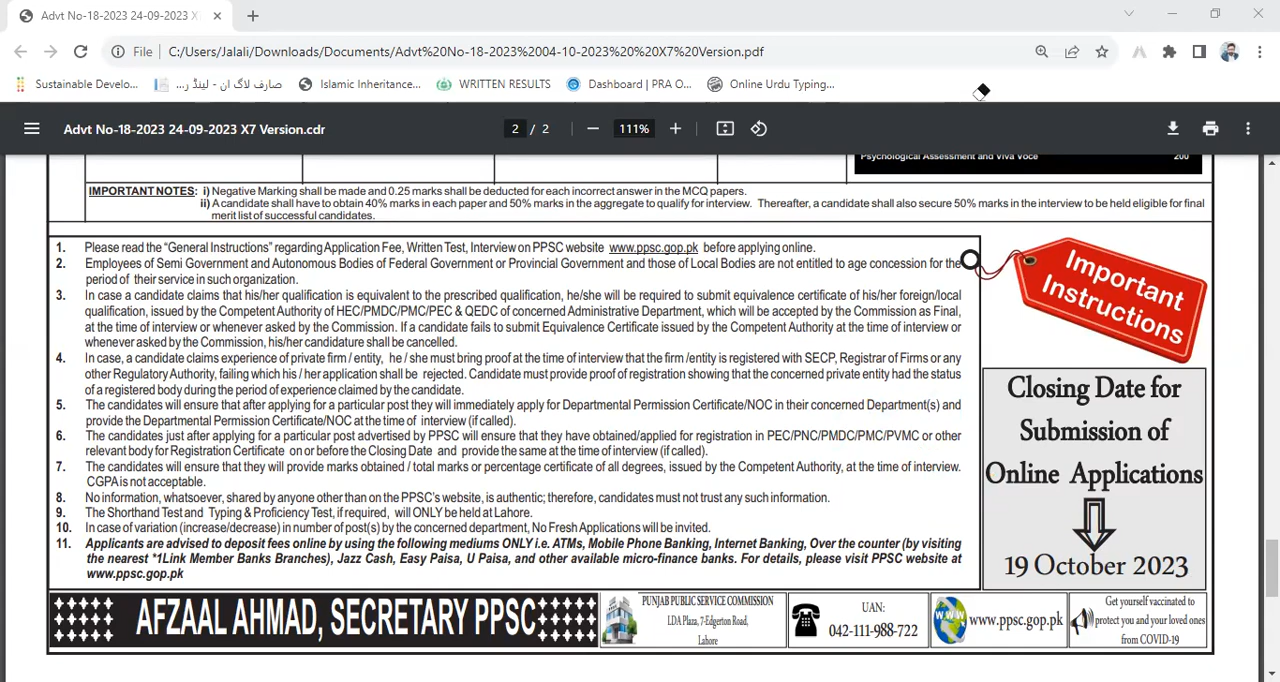 Advt No-18-2023 24-09-2023 X
File
C:/Users/Jalali/Downloads/Documents/Advt%20No-18-2023%2004-10-2023%20%20X7%20Version.pdf
Sustainable Develo...
صارف لاگ ان - لینڈ ر...
Islamic Inheritance...
WRITTEN RESULTS
Dashboard | PRA O...
Online Urdu Typing...
Advt No-18-2023 24-09-2023 X7 Version.cdr
2 / 2
111%
Psychological Assessment and Viva Voce 200
IMPORTANT NOTES: i) Negative Marking shall be made and 0.25 marks shall be deducted for each incorrect answer in the MCQ papers.
ii) A candidate shall have to obtain 40% marks in each paper and 50% marks in the aggregate to qualify for interview. Thereafter, a candidate shall also secure 50% marks in the interview to be held eligible for final
merit list of successful candidates.
1. Please read the "General Instructions" regarding Application Fee, Written Test, Interview on PPSC website www.ppsc.gop.pk before applying online.
2. Employees of Semi Government and Autonomous Bodies of Federal Government or Provincial Government and those of Local Bodies are not entitled to age concession for the
period of their service in such organization.
3. In case a candidate claims that his/her qualification is equivalent to the prescribed qualification, he/she will be required to submit equivalence certificate of his/her foreign/local
qualification, issued by the Competent Authority of HEC/PMDC/PMC/PEC & QEDC of concerned Administrative Department, which will be accepted by the Commission as Final,
at the time of interview or whenever asked by the Commission. If a candidate fails to submit Equivalence Certificate issued by the Competent Authority at the time of interview or
whenever asked by the Commission, his/her candidature shall be cancelled.
4. In case, a candidate claims experience of private firm / entity, he / she must bring proof at the time of interview that the firm /entity is registered with SECP, Registrar of Firms or any
other Regulatory Authority, failing which his / her application shall be rejected. Candidate must provide proof of registration showing that the concerned private entity had the status
of a registered body during the period of experience claimed by the candidate.
5. The candidates will ensure that after applying for a particular post they will immediately apply for Departmental Permission Certificate/NOC in their concerned Department(s) and
provide the Departmental Permission Certificate/NOC at the time of interview (if called).
6. The candidates just after applying for a particular post advertised by PPSC will ensure that they have obtained/applied for registration in PEC/PNC/PMDC/PMC/PVMC or other
relevant body for Registration Certificate on or before the Closing Date and provide the same at the time of interview (if called).
7. The candidates will ensure that they will provide marks obtained / total marks or percentage certificate of all degrees, issued by the Competent Authority, at the time of interview.
CGPA is not acceptable.
8. No information, whatsoever, shared by anyone other than on the PPSC's website, is authentic; therefore, candidates must not trust any such information.
9. The Shorthand Test and Typing & Proficiency Test, if required, will ONLY be held at Lahore.
10. In case of variation (increase/decrease) in number of post(s) by the concerned department, No Fresh Applications will be invited.
11. Applicants are advised to deposit fees online by using the following mediums ONLY i.e. ATMs, Mobile Phone Banking, Internet Banking, Over the counter (by visiting
the nearest *1Link Member Banks Branches), Jazz Cash, Easy Paisa, U Paisa, and other available micro-finance banks. For details, please visit PPSC website at
www.ppsc.gop.pk
Important
Instructions
Closing Date for
Submission of
Online Applications
19 October 2023
AFZAAL AHMAD, SECRETARY PPSC
PUNJAB PUBLIC SERVICE COMMISSION
LDA Plaza, 7-Edgerton Road,
Lahore
UAN:
042-111-988-722
WWW
www.ppsc.gop.pk
Get yourself vaccinated to
protect you and your loved ones
from COVID-19